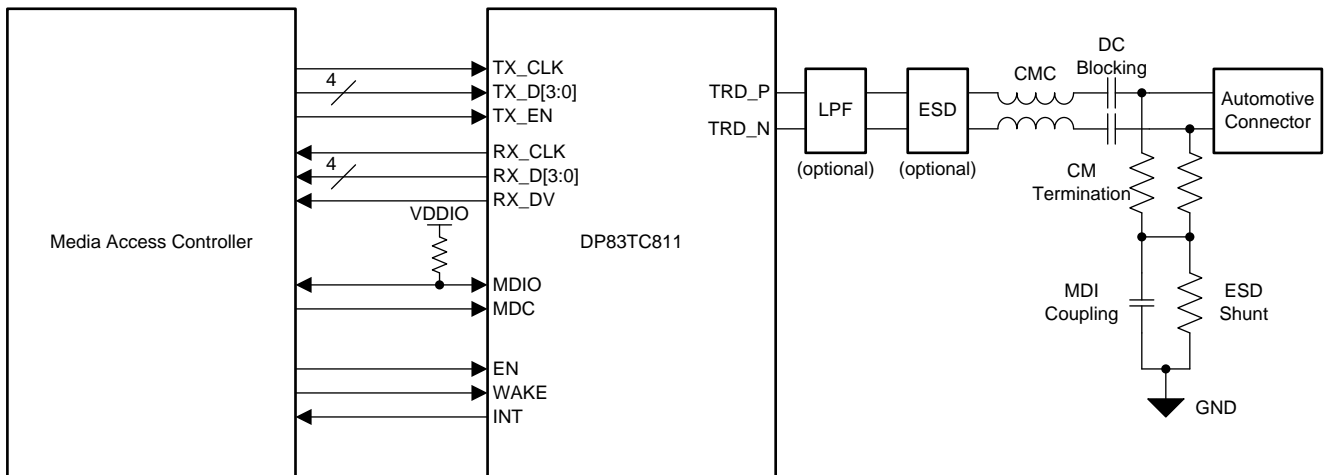 Media Access Controller
4
4
VDDIO
TX_CLK
TX_D[3:0]
TX_EN
RX_CLK
RX_D[3:0]
RX_DV
MDIO
MDC
EN
WAKE
INT
DP83TC811
TRD_P
TRD_N
LPF
(optional)
ESD
(optional)
CMC
DC
Blocking
Automotive
Connector
CM
Termination
MDI
Coupling
ESD
Shunt
GND